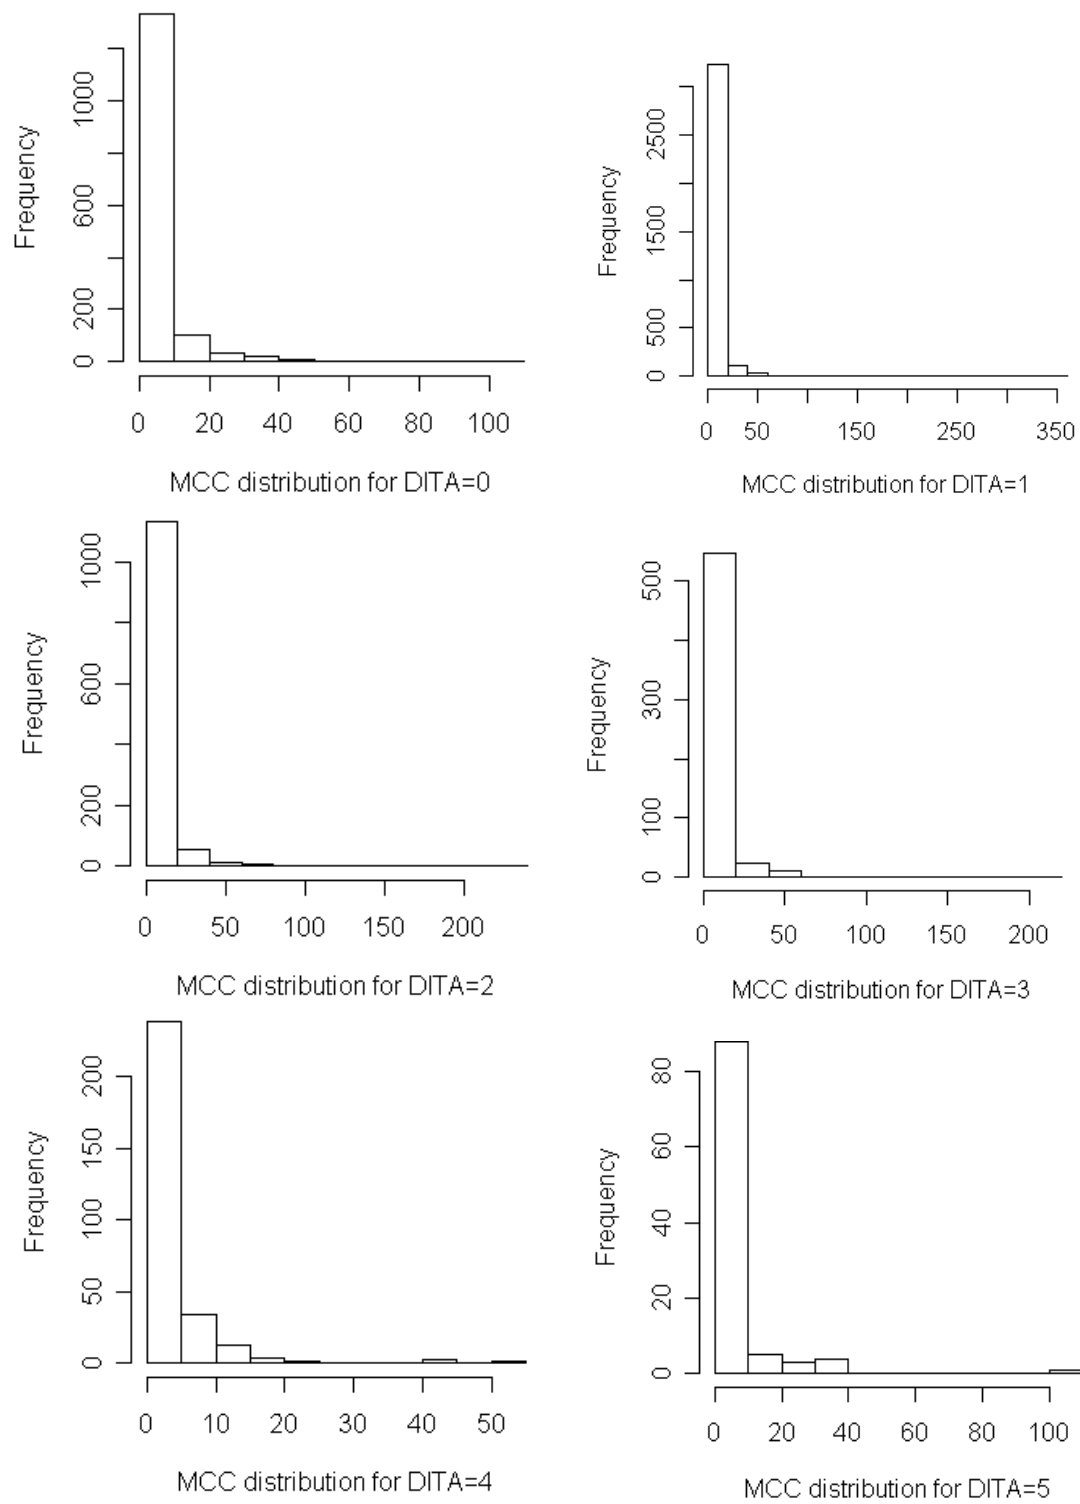 Frequency
1000
600
200
0
0 20 40 60 80 100
MCC distribution for DITA=0
Frequency
2500
1500
500
0
0 50 150 250 350
MCC distribution for DITA=1
Frequency
1000
600
200
0
0 50 100 150 200
MCC distribution for DITA=2
Frequency
500
300
100
0
0 50 100 150 200
MCC distribution for DITA=3
Frequency
200
150
100
50
0
0 10 20 30 40 50
MCC distribution for DITA=4
Frequency
80
60
40
20
0
0 20 40 60 80 100
MCC distribution for DITA=5